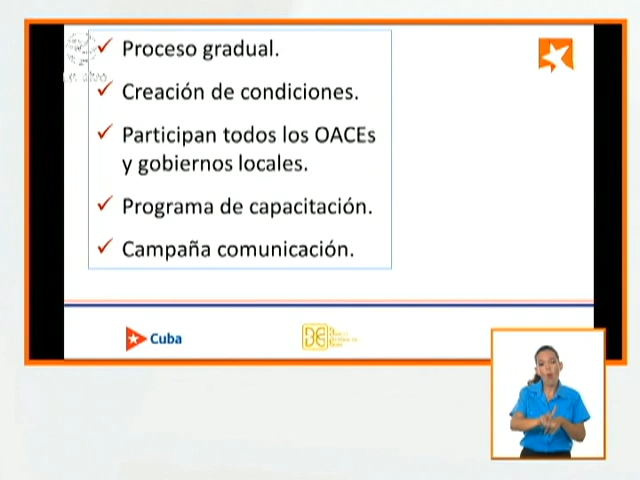 Proceso gradual.
Creación de condiciones.
Participan todos los OACEs
y gobiernos locales.
Programa de capacitación.
Campaña comunicación.
Cuba